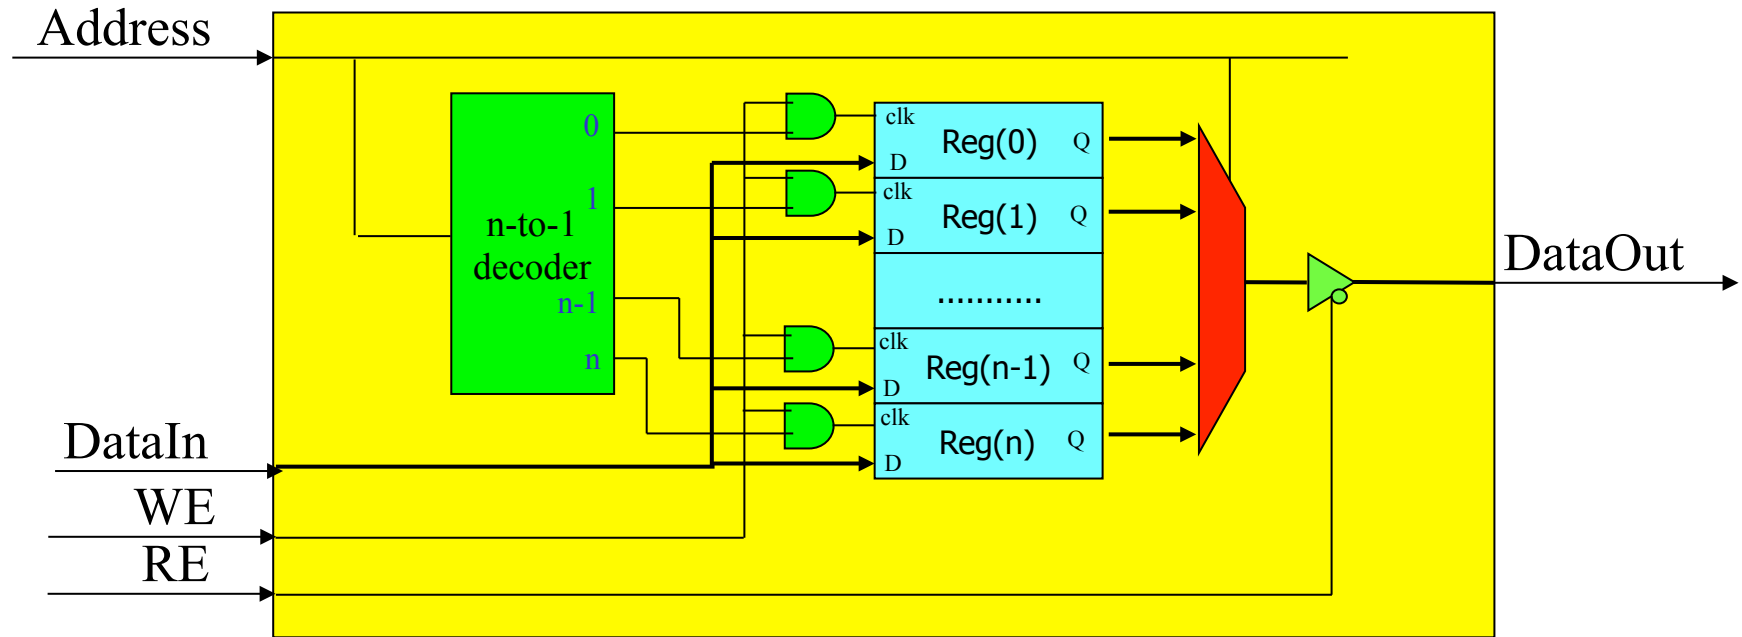 Address
0
1
n-to-1
decoder
n-1
n
clk
Reg(0)
Q
D
clk
Reg(1)
Q
D
...........
clk
Reg(n-1)
Q
D
clk
Reg(n)
Q
D
DataOut
DataIn
WE
RE